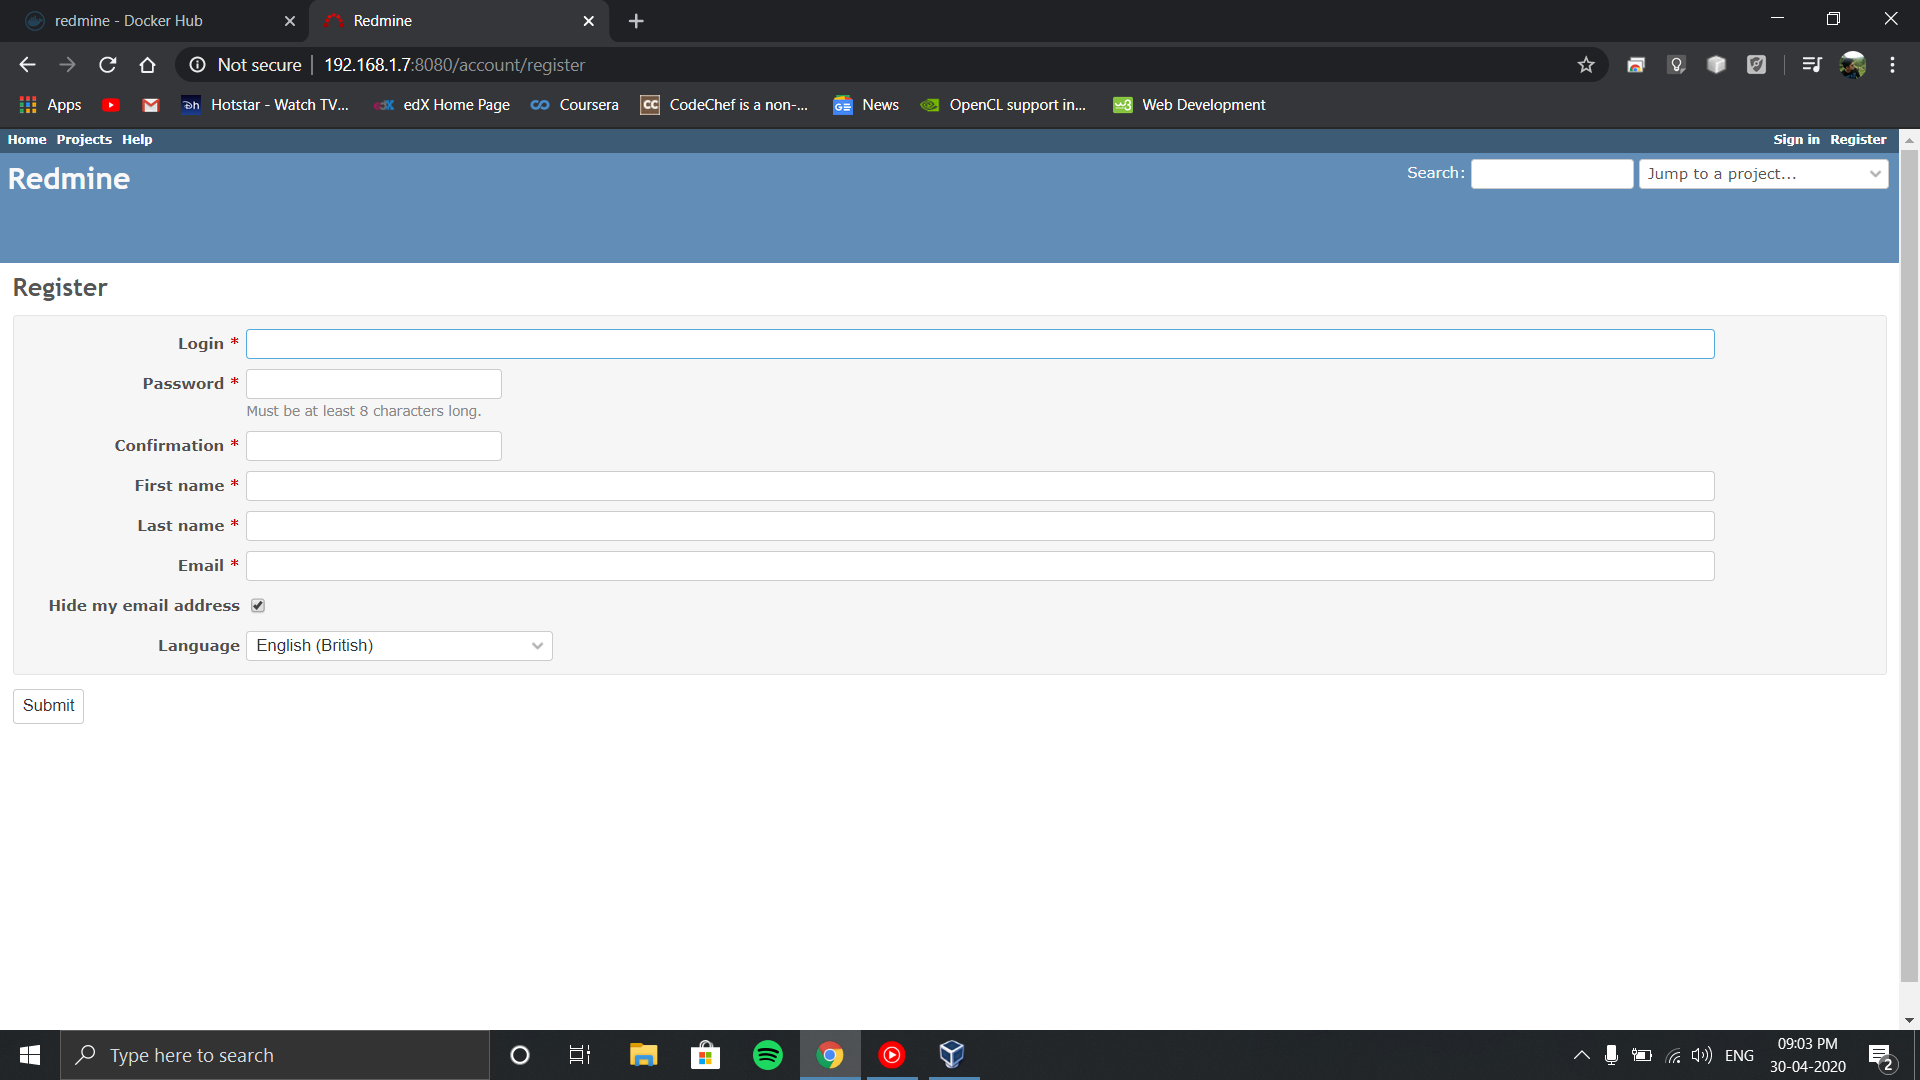 redmine - Docker Hub
Redmine
Not secure 192.168.1.7:8080/account/register
Apps Hotstar - Watch TV... edX Home Page Coursera CC CodeChef is a non-... News OpenCL support in... Web Development
Home Projects Help Sign in Register
Redmine Search: Jump to a project...
Register
Login *
Password *
Must be at least 8 characters long.
Confirmation *
First name *
Last name *
Email *
Hide my email address
Language English (British)
Submit
Type here to search
ENG
09:03 PM
30-04-2020
2